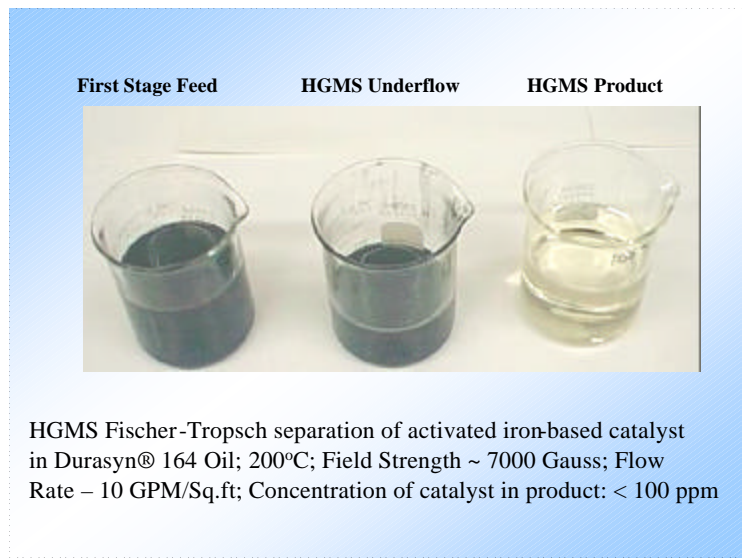 First Stage Feed HGMS Underflow HGMS Product
HGMS Fischer-Tropsch separation of activated iron-based catalyst
in Durasyn® 164 Oil; 200ºC; Field Strength ~ 7000 Gauss; Flow
Rate – 10 GPM/Sq.ft; Concentration of catalyst in product: < 100 ppm